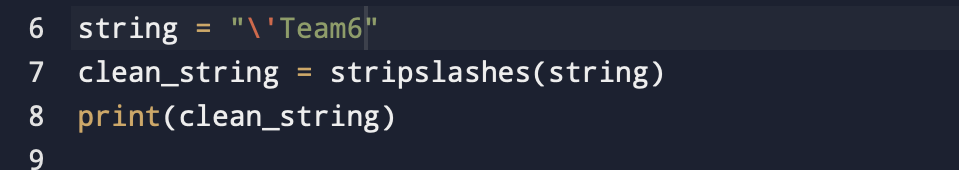 6 string = "\'Team6"
7 clean_string = stripslashes(string)
8 print(clean_string)
9